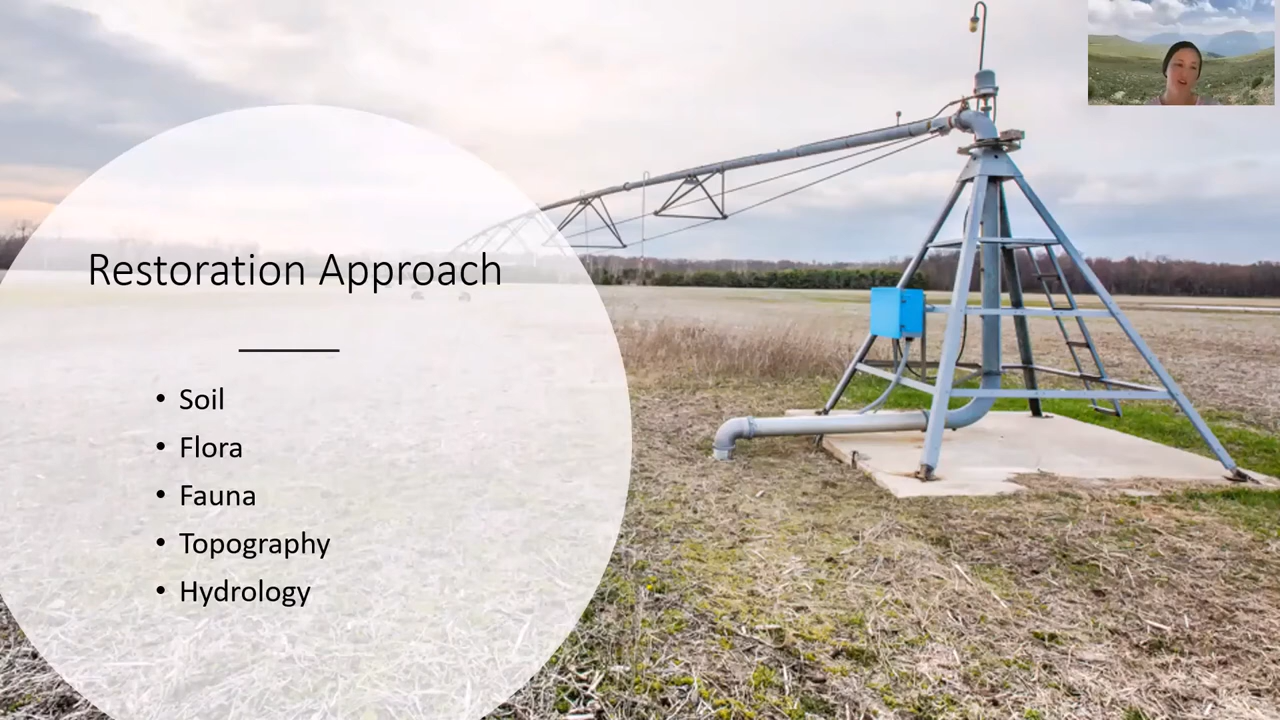 Restoration Approach
• Soil
• Flora
• Fauna
• Topography
• Hydrology